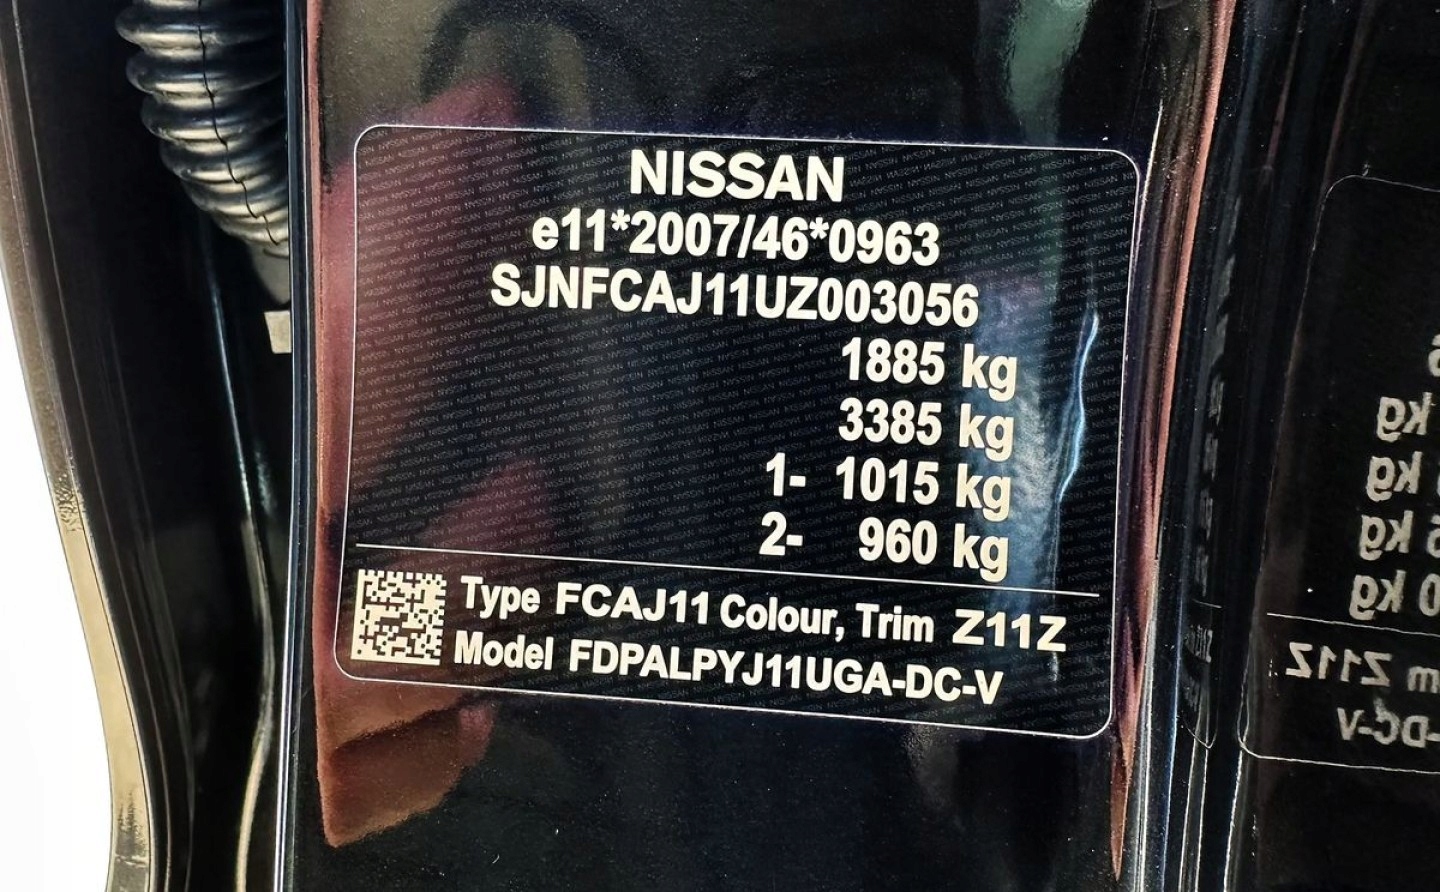 NISSAN
e11*2007/46*0963
SJNFCAJ11UZ003056
1885 kg
3385 kg
1- 1015 kg
2- 960 kg
Type FCAJ11 Colour, Trim Z11Z
Model FDPALPYJ11UGA-DC-V